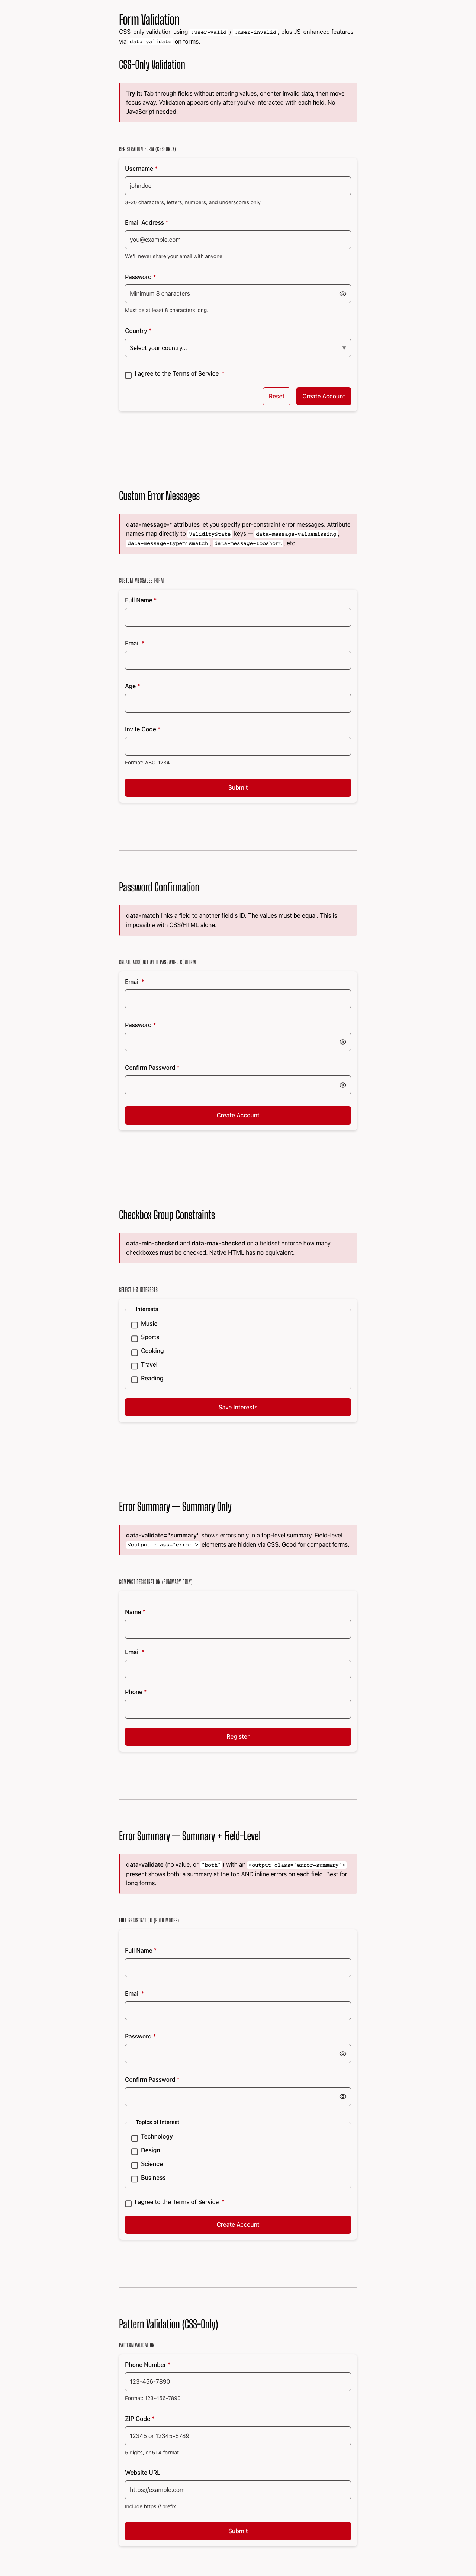 Form Validation
CSS-only validation using :user-valid / :user-invalid, plus JS-enhanced features
via data-validate on forms.
CSS-Only Validation
Try it: Tab through fields without entering values, or enter invalid data, then move
focus away. Validation appears only after you've interacted with each field. No
JavaScript needed.
REGISTRATION FORM (CSS-ONLY)
Username *
johndoe
3-20 characters, letters, numbers, and underscores only.
Email Address *
you@example.com
We'll never share your email with anyone.
Password *
Minimum 8 characters
Must be at least 8 characters long.
Country *
Select your country...
I agree to the Terms of Service *
Reset Create Account
Custom Error Messages
data-message-* attributes let you specify per-constraint error messages. Attribute
names map directly to ValidityState keys — data-message-valuemissing,
data-message-typemismatch, data-message-tooshort, etc.
CUSTOM MESSAGES FORM
Full Name *
Email *
Age *
Invite Code *
Format: ABC-1234
Submit
Password Confirmation
data-match links a field to another field's ID. The values must be equal. This is
impossible with CSS/HTML alone.
CREATE ACCOUNT WITH PASSWORD CONFIRM
Email *
Password *
Confirm Password *
Create Account
Checkbox Group Constraints
data-min-checked and data-max-checked on a fieldset enforce how many
checkboxes must be checked. Native HTML has no equivalent.
SELECT 1-3 INTERESTS
Interests
Music
Sports
Cooking
Travel
Reading
Save Interests
Error Summary — Summary Only
data-validate="summary" shows errors only in a top-level summary. Field-level
<output class="error"> elements are hidden via CSS. Good for compact forms.
COMPACT REGISTRATION (SUMMARY ONLY)
Name *
Email *
Phone *
Register
Error Summary — Summary + Field-Level
data-validate (no value, or "both") with an <output class="error-summary">
present shows both: a summary at the top AND inline errors on each field. Best for
long forms.
FULL REGISTRATION (BOTH MODES)
Full Name *
Email *
Password *
Confirm Password *
Topics of Interest
Technology
Design
Science
Business
I agree to the Terms of Service *
Create Account
Pattern Validation (CSS-Only)
PATTERN VALIDATION
Phone Number *
123-456-7890
Format: 123-456-7890
ZIP Code *
12345 or 12345-6789
5 digits, or 5+4 format.
Website URL
https://example.com
Include https:// prefix.
Submit